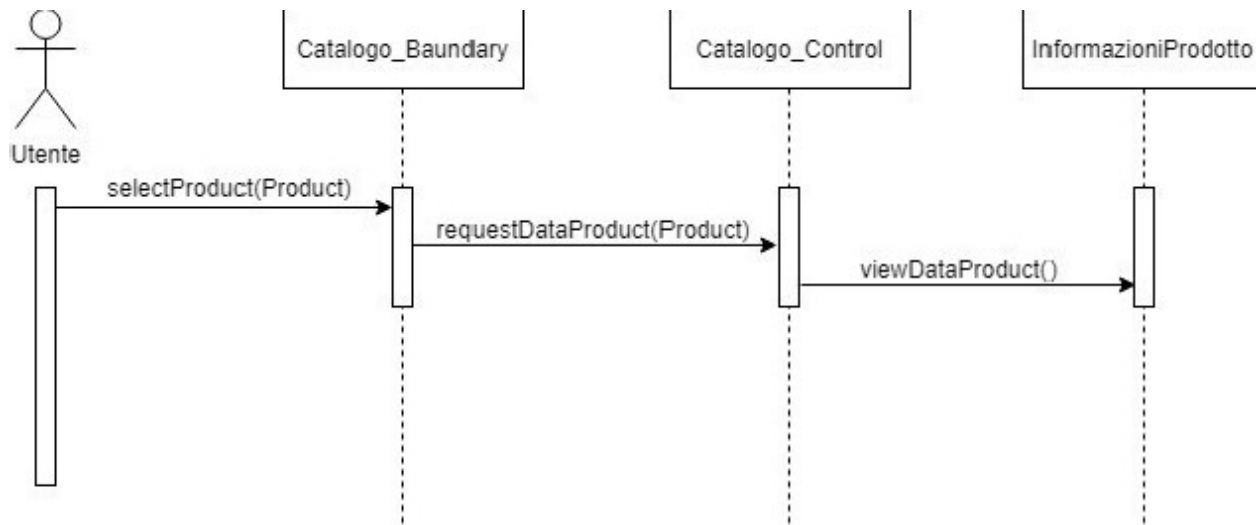 Catalogo_Baundary
Catalogo_Control
InformazioniProdotto
Utente
selectProduct(Product)
requestDataProduct(Product)
viewDataProduct()